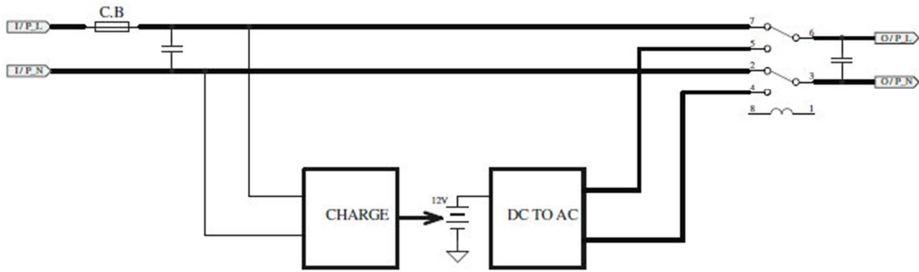 C.B
I/P_L
7
6
O/P_L
5
I/P_N
2
3
O/P_N
4
8
1
12V
CHARGE
DC TO AC